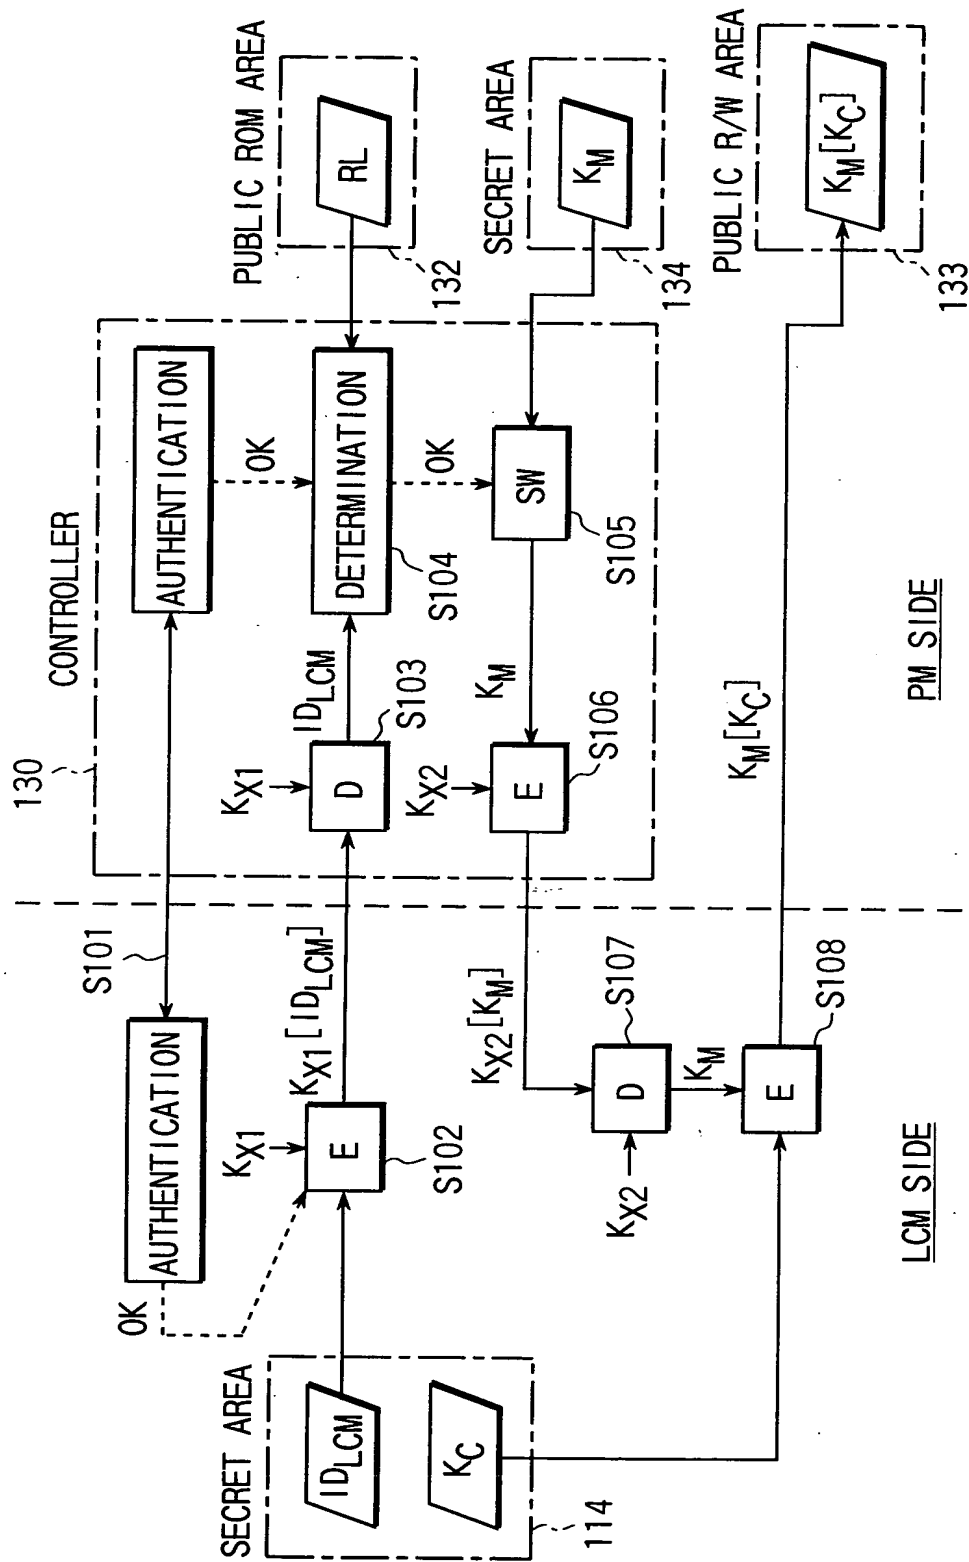 SECRET AREA
ID_LCM
K_C
114
OK
AUTHENTICATION
S101
K_X1
E
S102
K_X1 [ID_LCM]
K_X2[K_M]
K_X2
D
S107
K_M
E
S108
LCM SIDE
CONTROLLER
130
AUTHENTICATION
OK
K_X1
D
S103
ID_LCM
DETERMINATION
S104
OK
K_X2
E
S106
K_M
SW
S105
K_M[K_C]
PM SIDE
PUBLIC ROM AREA
RL
132
SECRET AREA
K_M
134
PUBLIC R/W AREA
K_M[K_C]
133